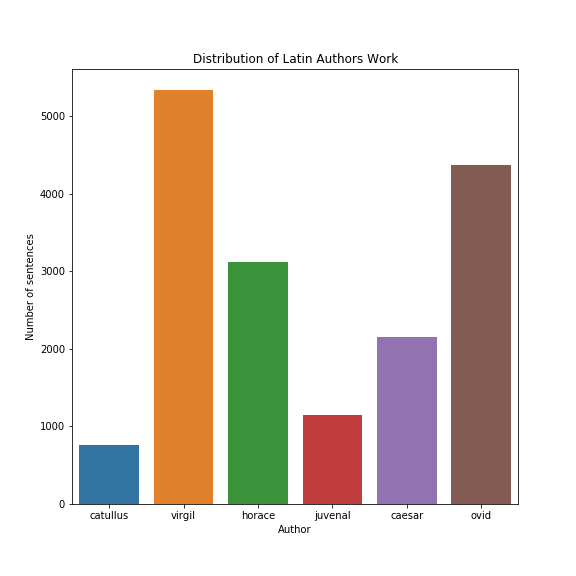 Distribution of Latin Authors Work
Number of sentences
5000
4000
3000
2000
1000
0
catullus virgil horace juvenal caesar ovid
Author